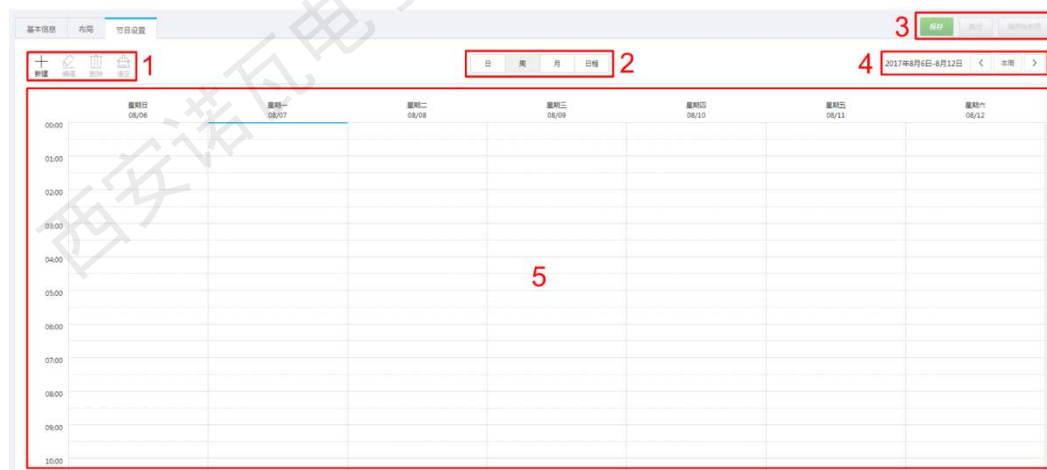 基本信息 布局 节目设置
3 保存
新建 编辑 删除 清空 1
日 周 月 日程 2
4 2017年8月6日-8月12日 < 本周 >
星期日 星期一 星期二 星期三 星期四 星期五 星期六
08/06 08/07 08/08 08/09 08/10 08/11 08/12
00:00
01:00
02:00
03:00
04:00
05:00
5
06:00
07:00
08:00
09:00
10:00
西安诺瓦电